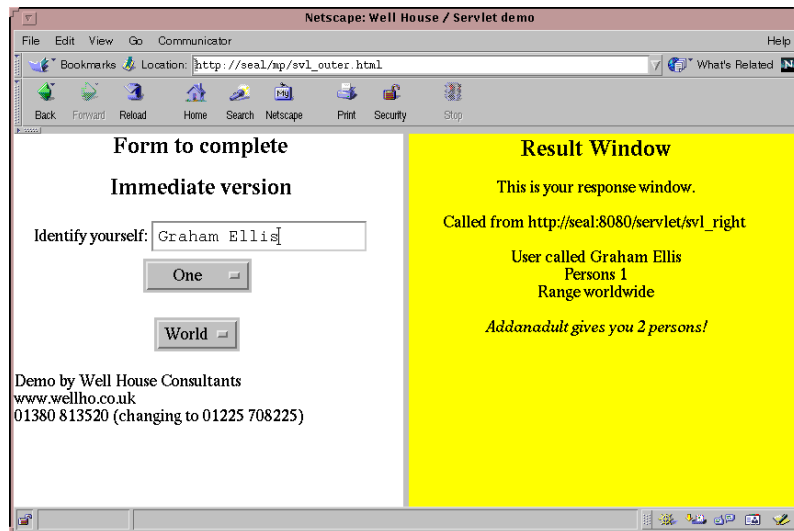 Netscape: Well House / Servlet demo
File Edit View Go Communicator Help
Bookmarks Location: http://seal/mp/svl_outer.html What's Related N
Back Forward Reload Home Search Netscape Print Security Stop
My
Form to complete
Immediate version
Identify yourself: Graham Ellis
One
World
Demo by Well House Consultants
www.wellho.co.uk
01380 813520 (changing to 01225 708225)
Result Window
This is your response window.
Called from http://seal:8080/servlet/svl_right
User called Graham Ellis
Persons 1
Range worldwide
Addanadult gives you 2 persons!